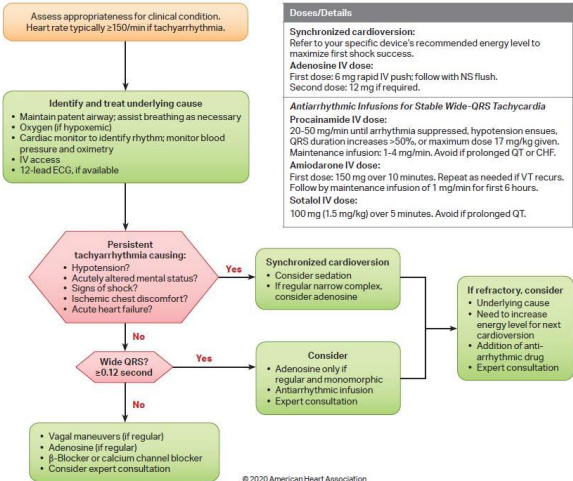 Assess appropriateness for clinical condition.
Heart rate typically ≥150/min if tachyarrhythmia.
Identify and treat underlying cause
• Maintain patent airway; assist breathing as necessary
• Oxygen (if hypoxemic)
• Cardiac monitor to identify rhythm; monitor blood
pressure and oximetry
• IV access
• 12-lead ECG, if available
Persistent
tachyarrhythmia causing:
• Hypotension?
• Acutely altered mental status?
• Signs of shock?
• Ischemic chest discomfort?
• Acute heart failure?
Yes
Synchronized cardioversion
• Consider sedation
• If regular narrow complex,
consider adenosine
If refractory, consider
• Underlying cause
• Need to increase
energy level for next
cardioversion
• Addition of anti-
arrhythmic drug
• Expert consultation
No
Wide QRS?
≥0.12 second
Yes
Consider
• Adenosine only if
regular and monomorphic
• Antiarrhythmic infusion
• Expert consultation
No
• Vagal maneuvers (if regular)
• Adenosine (if regular)
• β-Blocker or calcium channel blocker
• Consider expert consultation
Doses/Details
Synchronized cardioversion:
Refer to your specific device's recommended energy level to
maximize first shock success.
Adenosine IV dose:
First dose: 6 mg rapid IV push; follow with NS flush.
Second dose: 12 mg if required.
Antiarrhythmic Infusions for Stable Wide-QRS Tachycardia
Procainamide IV dose:
20-50 mg/min until arrhythmia suppressed, hypotension ensues,
QRS duration increases >50%, or maximum dose 17 mg/kg given.
Maintenance infusion: 1-4 mg/min. Avoid if prolonged QT or CHF.
Amiodarone IV dose:
First dose: 150 mg over 10 minutes. Repeat as needed if VT recurs.
Follow by maintenance infusion of 1 mg/min for first 6 hours.
Sotalol IV dose:
100 mg (1.5 mg/kg) over 5 minutes. Avoid if prolonged QT.
© 2020 American Heart Association